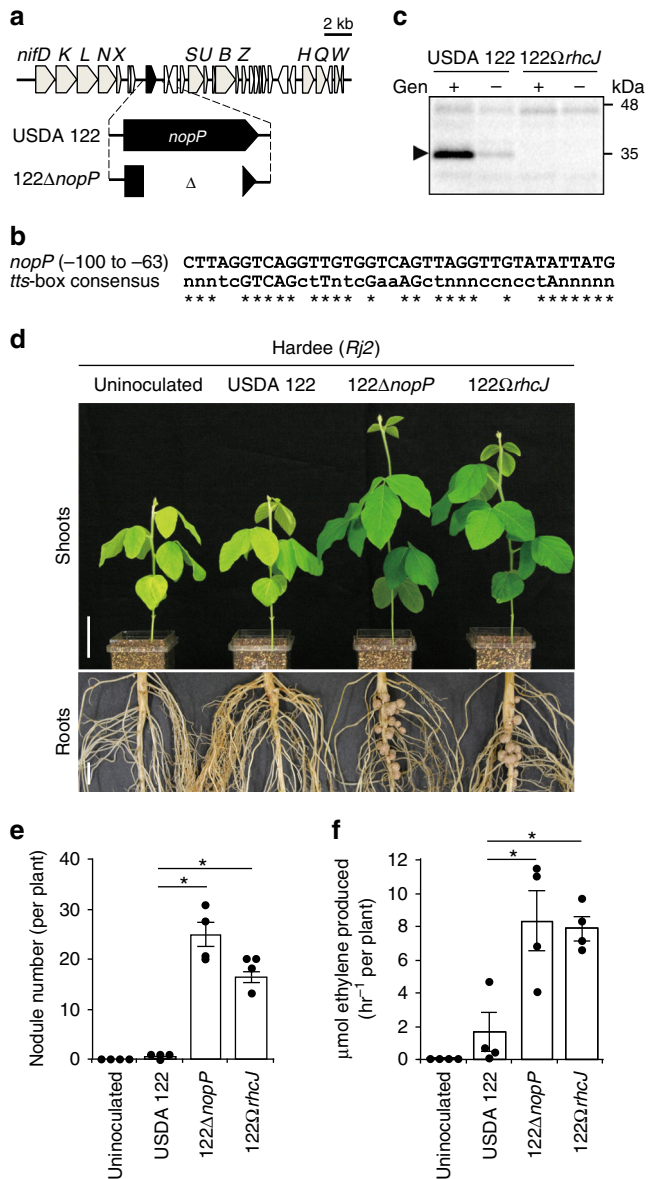 a
2 kb
nifD K L N X SU B Z H Q W
USDA 122 nopP
122ΔnopP Δ
b
nopP (−100 to −63) CTTAGGTCAGGTTGTGGTCAGTTAGGTTGTATATTATG
tts-box consensus nnntcGTCAGctTntcGaaAGctnnnccncctAnnnnn
*** ***** **** * ** **** ** * *******
c
USDA 122 122ΩrhcJ
Gen + − + − kDa
48
35
d
Hardee (Rj2)
Uninoculated USDA 122 122ΔnopP 122ΩrhcJ
Shoots
Roots
e
Nodule number (per plant)
40
30
20
10
0
*
*
Uninoculated
USDA 122
122ΔnopP
122ΩrhcJ
f
μmol ethylene produced
(hr⁻¹ per plant)
12
10
8
6
4
2
0
*
*
Uninoculated
USDA 122
122ΔnopP
122ΩrhcJ